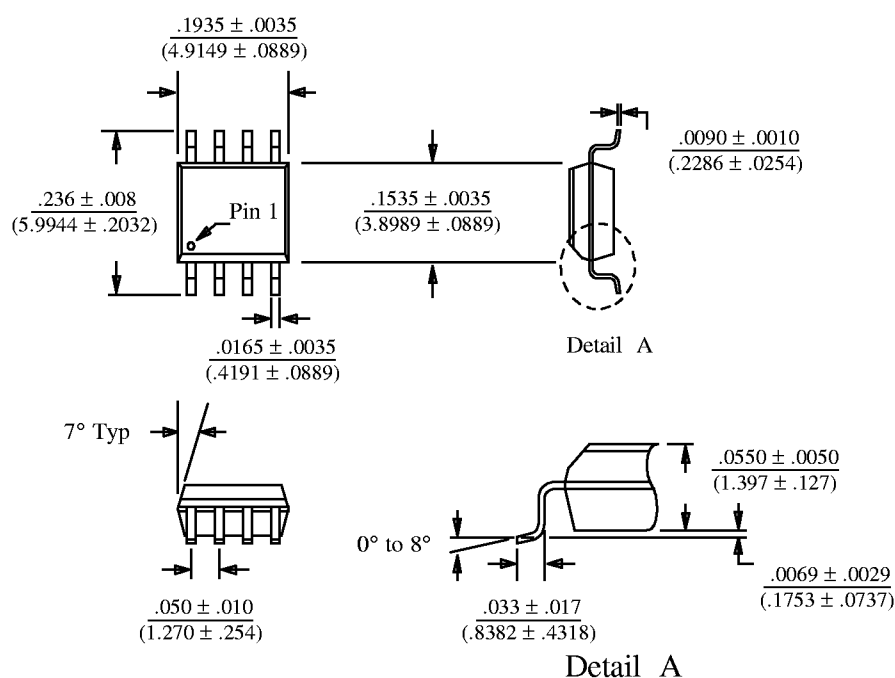 .1935 ± .0035
(4.9149 ± .0889)
.0090 ± .0010
(.2286 ± .0254)
.236 ± .008
(5.9944 ± .2032)
Pin 1
.1535 ± .0035
(3.8989 ± .0889)
.0165 ± .0035
(.4191 ± .0889)
Detail A
7° Typ
.0550 ± .0050
(1.397 ± .127)
0° to 8°
.0069 ± .0029
(.1753 ± .0737)
.050 ± .010
(1.270 ± .254)
.033 ± .017
(.8382 ± .4318)
Detail A